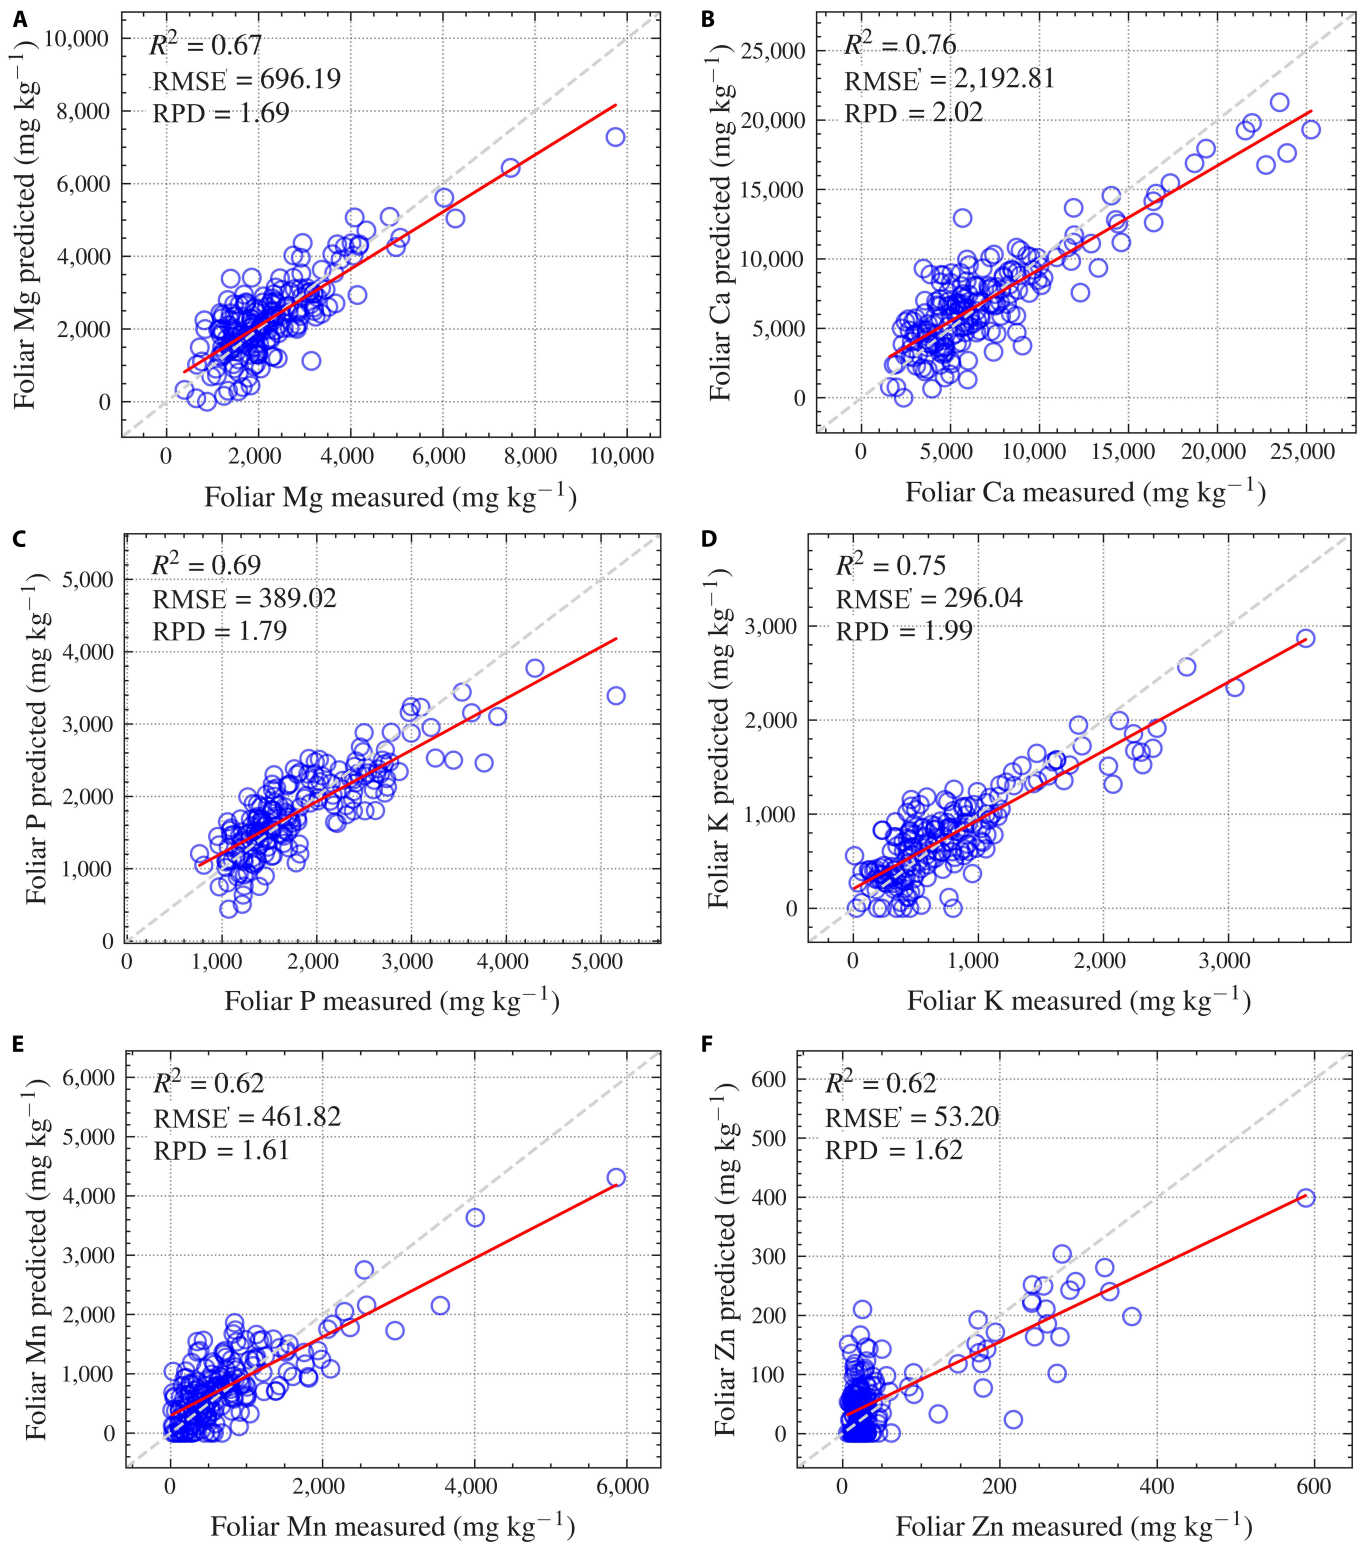 A
R² = 0.67
RMSE = 696.19
RPD = 1.69
Foliar Mg predicted (mg kg⁻¹)
10,000
8,000
6,000
4,000
2,000
0
0 2,000 4,000 6,000 8,000 10,000
Foliar Mg measured (mg kg⁻¹)
B
R² = 0.76
RMSE = 2,192.81
RPD = 2.02
Foliar Ca predicted (mg kg⁻¹)
25,000
20,000
15,000
10,000
5,000
0
0 5,000 10,000 15,000 20,000 25,000
Foliar Ca measured (mg kg⁻¹)
C
R² = 0.69
RMSE = 389.02
RPD = 1.79
Foliar P predicted (mg kg⁻¹)
5,000
4,000
3,000
2,000
1,000
0
0 1,000 2,000 3,000 4,000 5,000
Foliar P measured (mg kg⁻¹)
D
R² = 0.75
RMSE = 296.04
RPD = 1.99
Foliar K predicted (mg kg⁻¹)
3,000
2,000
1,000
0
0 1,000 2,000 3,000
Foliar K measured (mg kg⁻¹)
E
R² = 0.62
RMSE = 461.82
RPD = 1.61
Foliar Mn predicted (mg kg⁻¹)
6,000
5,000
4,000
3,000
2,000
1,000
0
0 2,000 4,000 6,000
Foliar Mn measured (mg kg⁻¹)
F
R² = 0.62
RMSE = 53.20
RPD = 1.62
Foliar Zn predicted (mg kg⁻¹)
600
500
400
300
200
100
0
0 200 400 600
Foliar Zn measured (mg kg⁻¹)